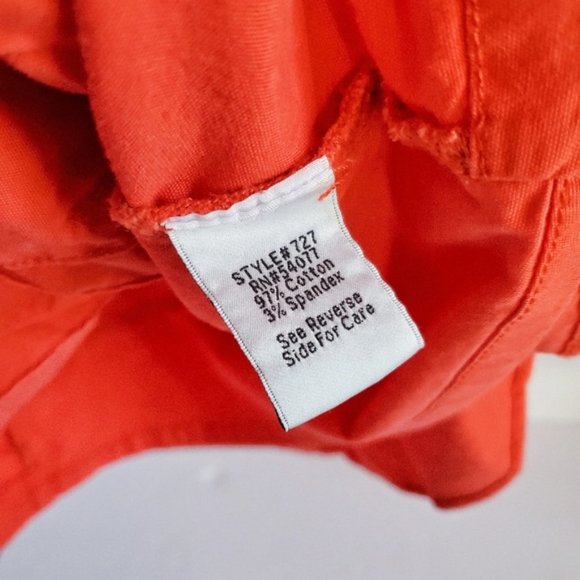 STYLE# 727
RN#54077
97% Cotton
3% Spandex
See Reverse
Side For Care